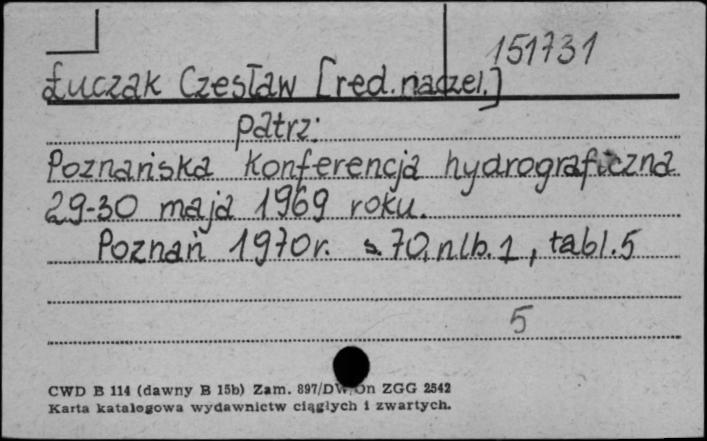 151731
Łuczak Czesław [red. naczel.]
patrz:
Poznańska Konferencja hydrograficzna
29-30 maja 1969 roku.
Poznań 1970r. s. 70, nlb. 1, tabl. 5
5
CWD B 114 (dawny B 15b) Zam. 897/DW/Dn ZGG 2542
Karta katalogowa wydawnictw ciągłych i zwartych.